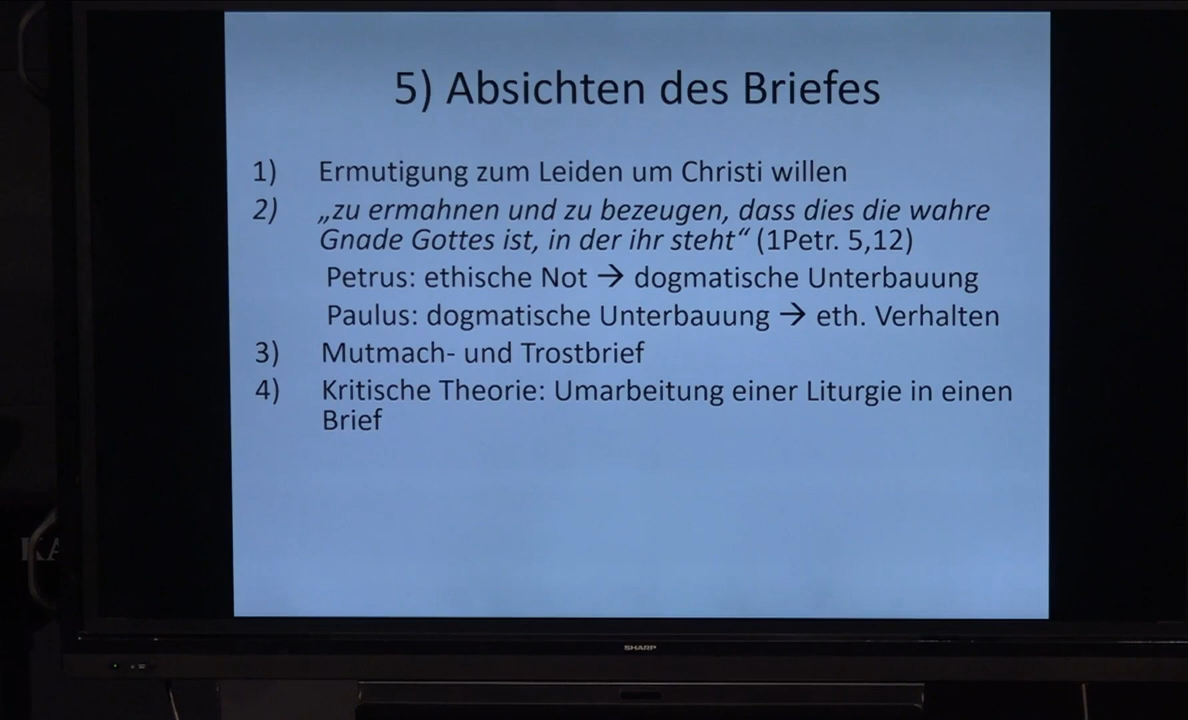 5) Absichten des Briefes
1) Ermutigung zum Leiden um Christi willen
2) „zu ermahnen und zu bezeugen, dass dies die wahre
Gnade Gottes ist, in der ihr steht“ (1Petr. 5,12)
Petrus: ethische Not → dogmatische Unterbauung
Paulus: dogmatische Unterbauung → eth. Verhalten
3) Mutmach- und Trostbrief
4) Kritische Theorie: Umarbeitung einer Liturgie in einen
Brief
KA
SHARP